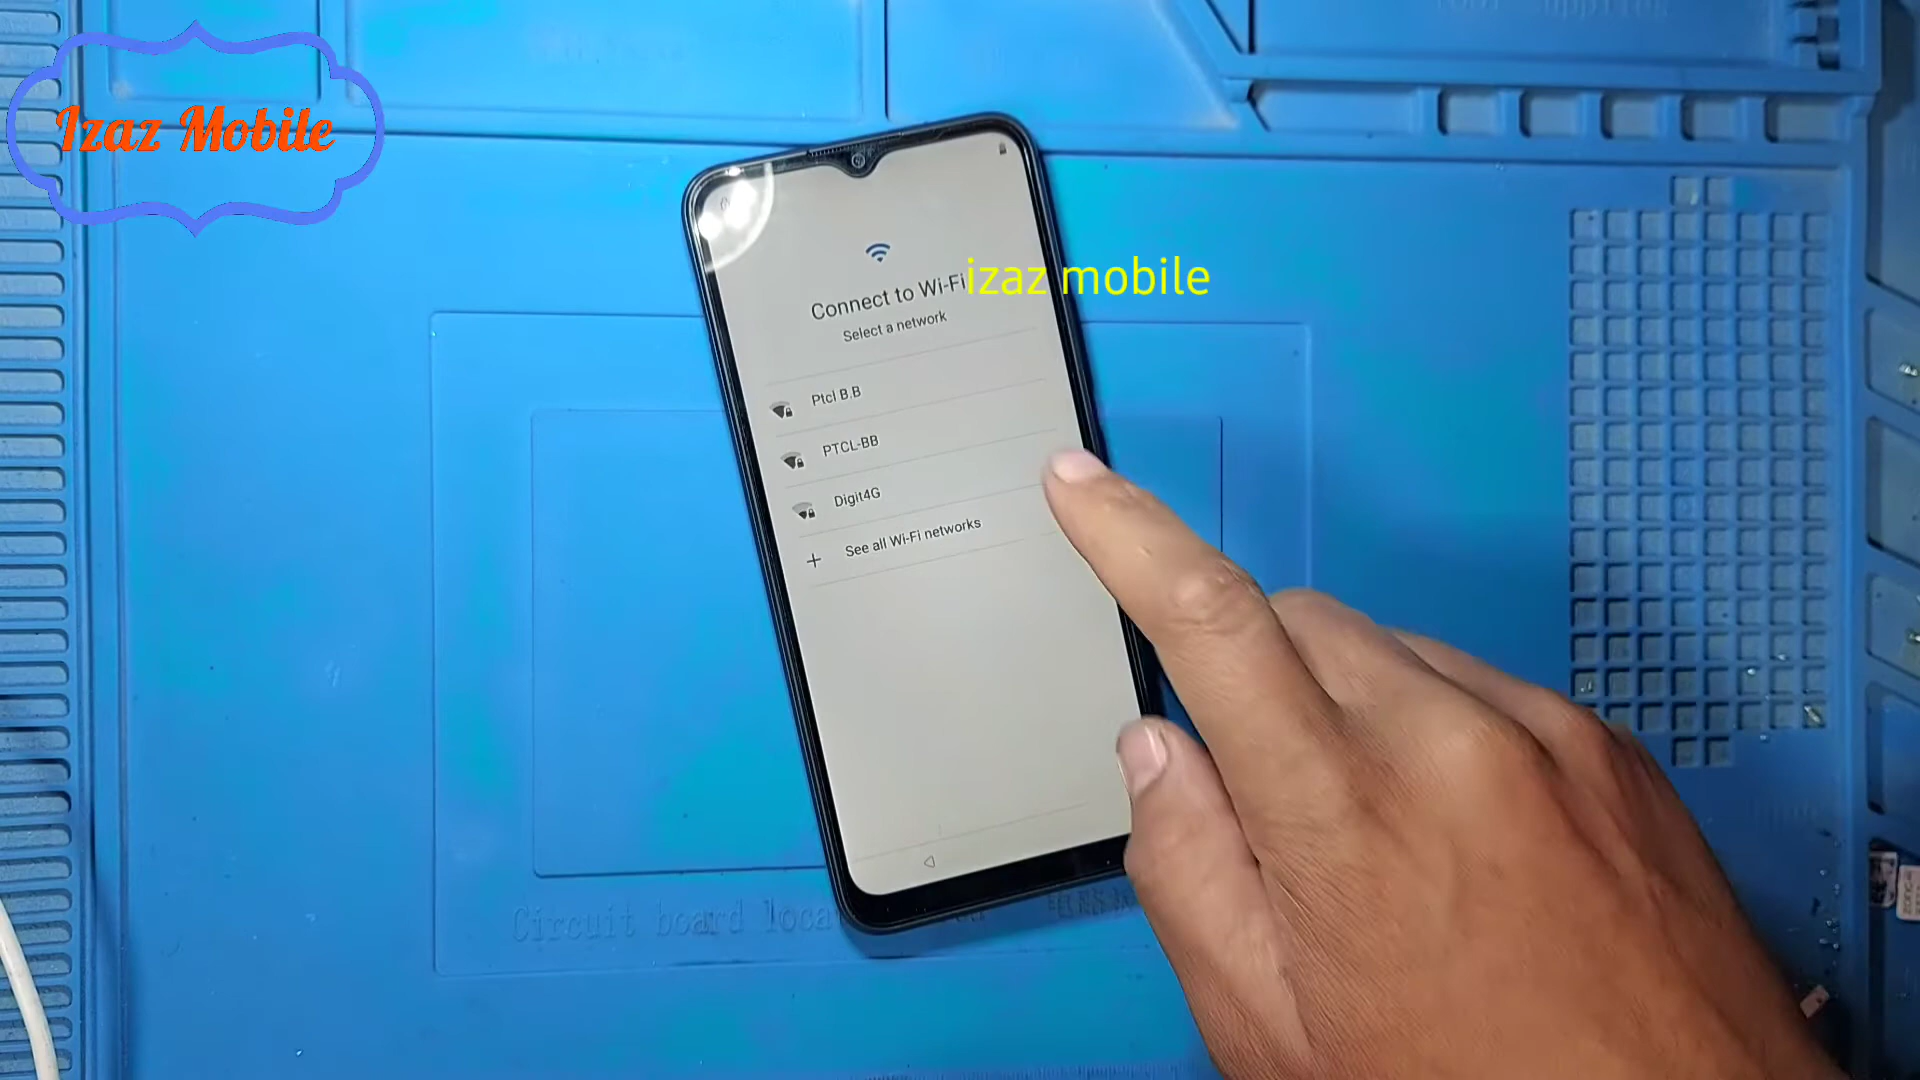 Izaz Mobile
izaz mobile
Connect to Wi-Fi
Select a network
Ptcl B.B
PTCL-BB
Digit4G
See all Wi-Fi networks
Circuit board loca